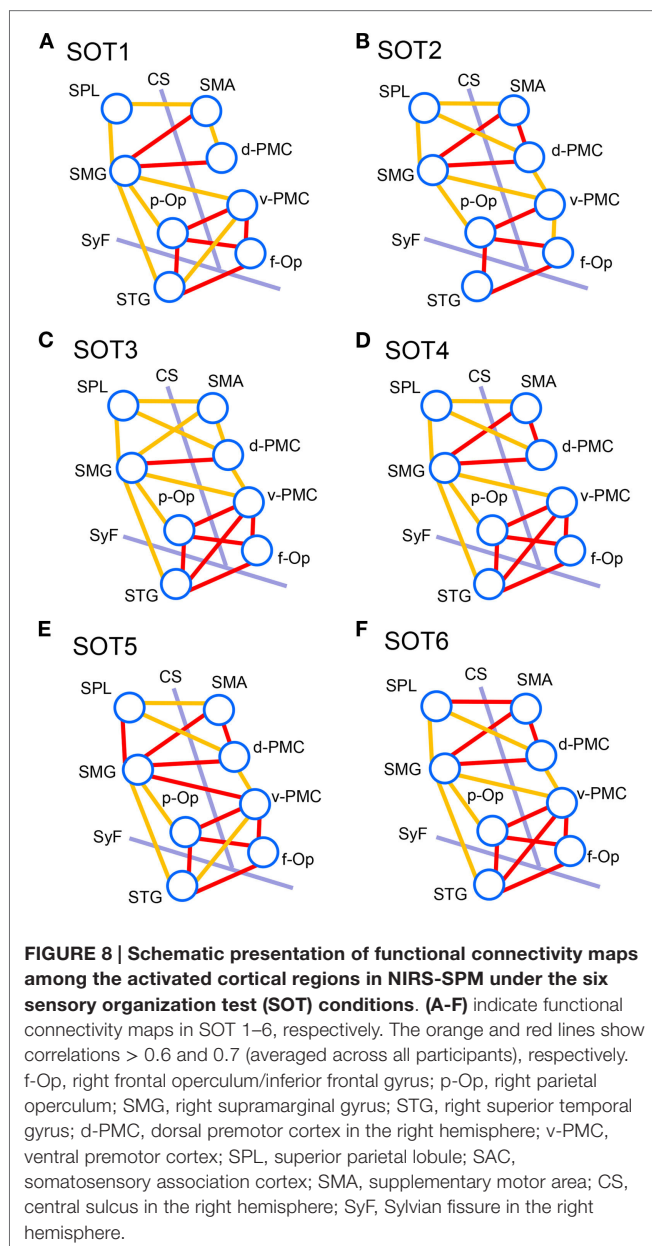 A SOT1
CS
SPL
SMA
d-PMC
SMG
p-Op
v-PMC
SyF
f-Op
STG
B SOT2
CS
SPL
SMA
d-PMC
SMG
p-Op
v-PMC
SyF
f-Op
STG
C SOT3
CS
SPL
SMA
d-PMC
SMG
p-Op
v-PMC
SyF
f-Op
STG
D SOT4
CS
SPL
SMA
d-PMC
SMG
p-Op
v-PMC
SyF
f-Op
STG
E SOT5
CS
SPL
SMA
d-PMC
SMG
p-Op
v-PMC
SyF
f-Op
STG
F SOT6
CS
SPL
SMA
d-PMC
SMG
p-Op
v-PMC
SyF
f-Op
STG
FIGURE 8 | Schematic presentation of functional connectivity maps
among the activated cortical regions in NIRS-SPM under the six
sensory organization test (SOT) conditions. (A-F) indicate functional
connectivity maps in SOT 1–6, respectively. The orange and red lines show
correlations > 0.6 and 0.7 (averaged across all participants), respectively.
f-Op, right frontal operculum/inferior frontal gyrus; p-Op, right parietal
operculum; SMG, right supramarginal gyrus; STG, right superior temporal
gyrus; d-PMC, dorsal premotor cortex in the right hemisphere; v-PMC,
ventral premotor cortex; SPL, superior parietal lobule; SAC,
somatosensory association cortex; SMA, supplementary motor area; CS,
central sulcus in the right hemisphere; SyF, Sylvian fissure in the right
hemisphere.